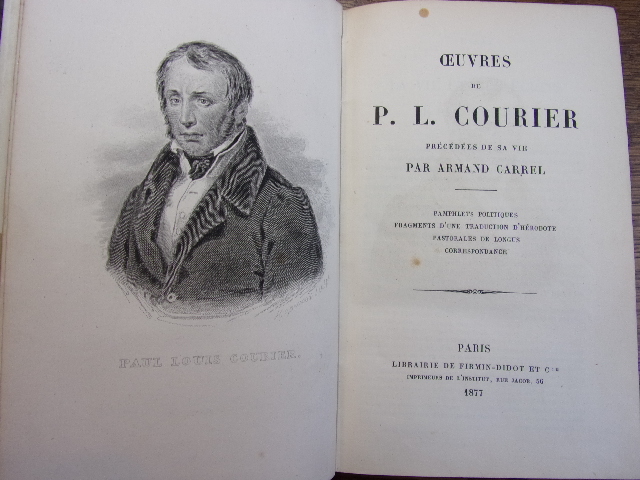 PAUL LOUIS COURIER.
ŒUVRES
DE
P. L. COURIER
PRÉCÉDÉES DE SA VIE
PAR ARMAND CARREL
PAMPHLETS POLITIQUES
FRAGMENTS D'UNE TRADUCTION D'HÉRODOTE
PASTORALES DE LONGUS
CORRESPONDANCE
PARIS
LIBRAIRIE DE FIRMIN-DIDOT ET Cie
IMPRIMEURS DE L'INSTITUT, RUE JACOB, 56
1877